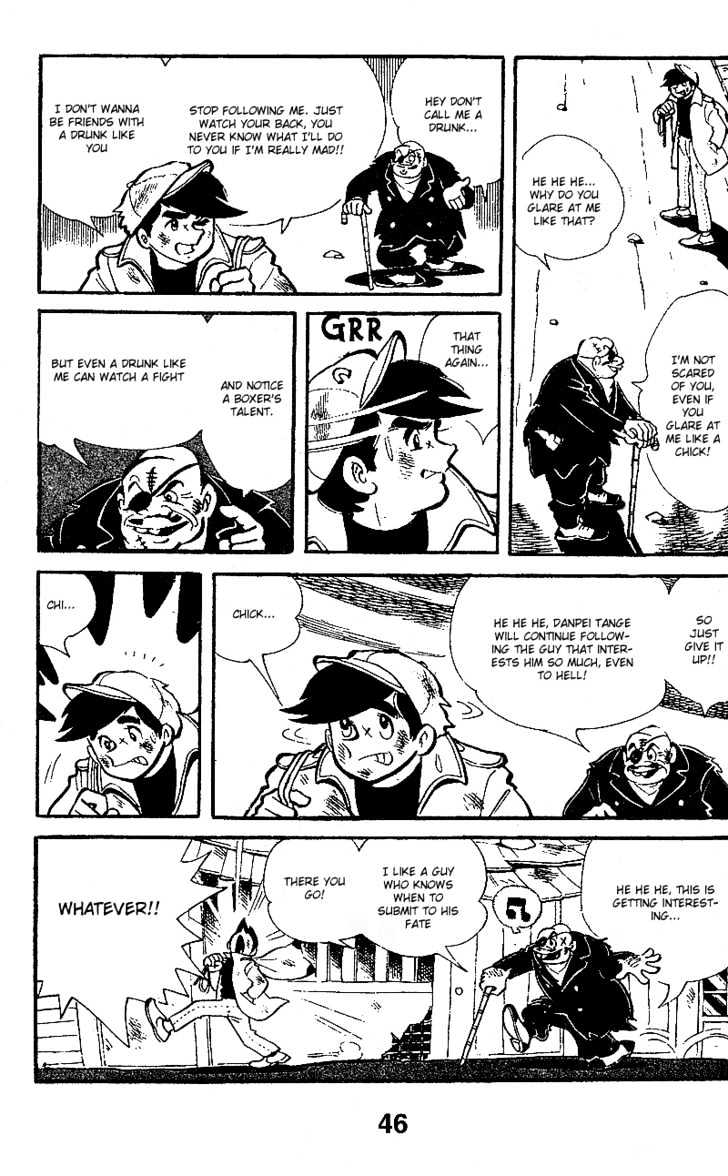 I DON'T WANNA
BE FRIENDS WITH
A DRUNK LIKE
YOU
STOP FOLLOWING ME. JUST
WATCH YOUR BACK, YOU
NEVER KNOW WHAT I'LL DO
TO YOU IF I'M REALLY MAD!!
HEY DON'T
CALL ME A
DRUNK...
BUT EVEN A DRUNK LIKE
ME CAN WATCH A FIGHT
AND NOTICE
A BOXER'S
TALENT.
GRR
THAT
THING
AGAIN...
HE HE HE...
WHY DO YOU
GLARE AT ME
LIKE THAT?
I'M NOT
SCARED
OF YOU,
EVEN IF
YOU
GLARE AT
ME LIKE A
CHICK!
CHI...
CHICK...
HE HE HE, DANPEI TANGE
WILL CONTINUE FOLLOW-
ING THE GUY THAT INTER-
ESTS HIM SO MUCH, EVEN
TO HELL!
SO
JUST
GIVE IT
UP!!
WHATEVER!!
THERE YOU
GO!
I LIKE A GUY
WHO KNOWS
WHEN TO
SUBMIT TO HIS
FATE
HE HE HE, THIS IS
GETTING INTEREST-
ING...
46